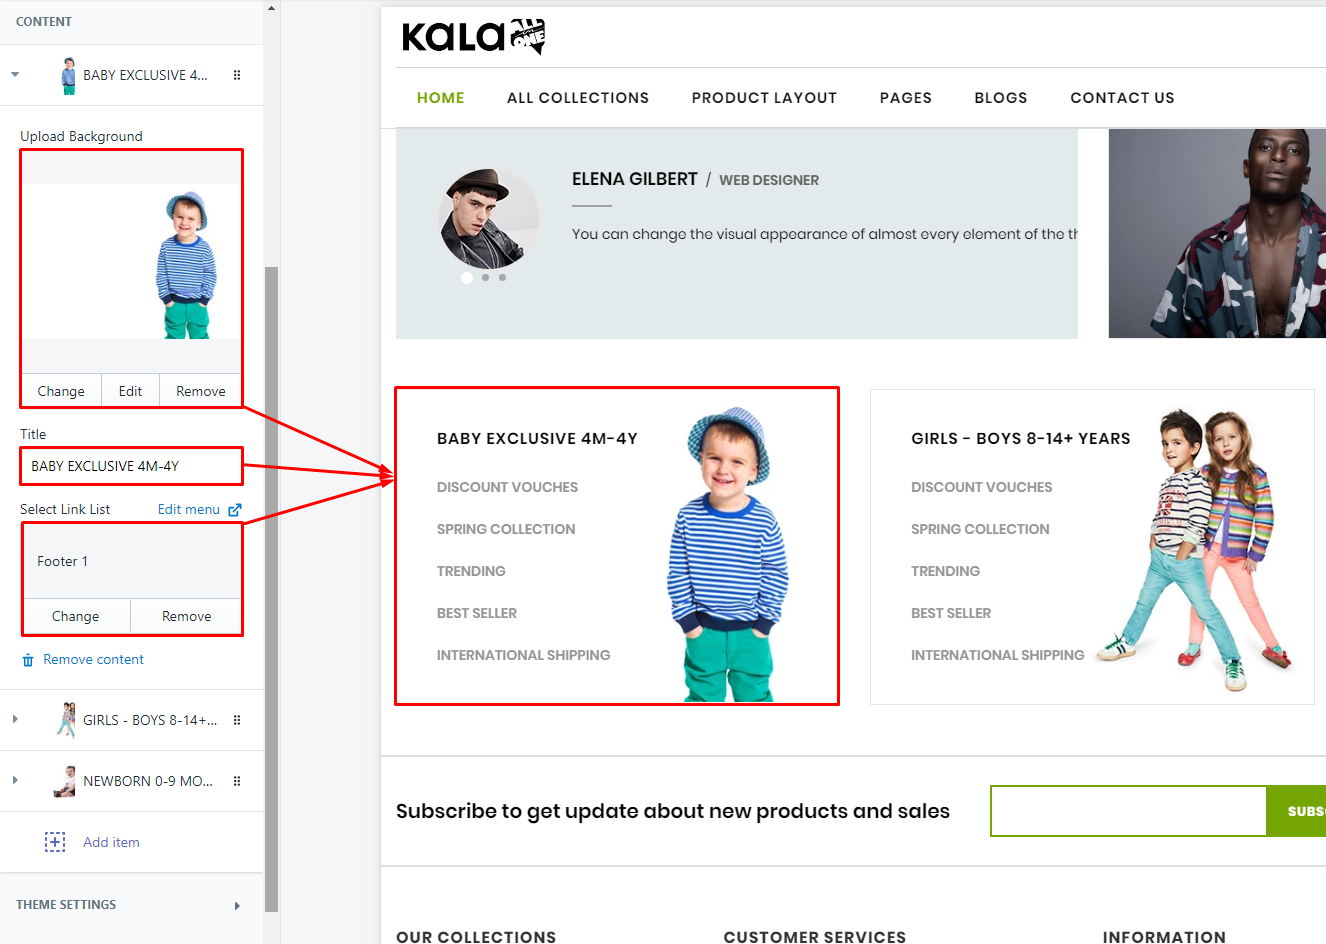 CONTENT
BABY EXCLUSIVE 4...
Upload Background
Change
Edit
Remove
Title
BABY EXCLUSIVE 4M-4Y
Select Link List
Edit menu
Footer 1
Change
Remove
Remove content
GIRLS - BOYS 8-14+...
NEWBORN 0-9 MO...
Add item
THEME SETTINGS
KALA ALL IN ONE
HOME
ALL COLLECTIONS
PRODUCT LAYOUT
PAGES
BLOGS
CONTACT US
ELENA GILBERT / WEB DESIGNER
You can change the visual appearance of almost every element of the th
BABY EXCLUSIVE 4M-4Y
DISCOUNT VOUCHES
SPRING COLLECTION
TRENDING
BEST SELLER
INTERNATIONAL SHIPPING
GIRLS - BOYS 8-14+ YEARS
DISCOUNT VOUCHES
SPRING COLLECTION
TRENDING
BEST SELLER
INTERNATIONAL SHIPPING
Subscribe to get update about new products and sales
SUBS
OUR COLLECTIONS
CUSTOMER SERVICES
INFORMATION